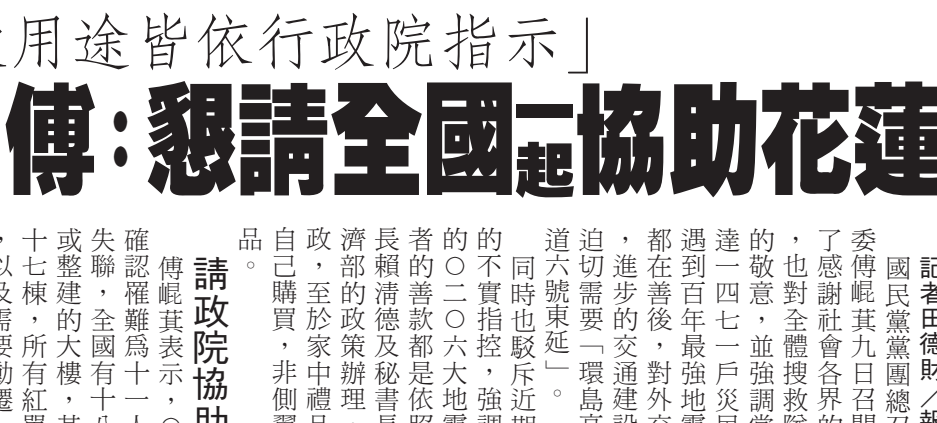 用途皆依行政院指示」
傅：懇請全國一起協助花蓮
記者田德財／報
國民黨黨團總召
委傅崐萁九日召開
了感謝社會各界的
，也對全體搜救隊
的敬意，並強調當
達一四七一戶災民
遇到百年最強地震
都在善後，對外交
，進步的交通建設
迫切需要「環島高
道六號東延」。
同時也駁斥近期
的不實指控，強調
的○二○六大地震
者的善款都是依照
長賴清德及秘書長
濟部的政策辦理，
政，至於家中禮品
自己購買，非側翼
品。
請政院協助
傅崐萁表示，○
確認罹難為十一人
失聯，全國有十八
或整建的大樓，其
十七棟，所有紅單
，以及需要動遷